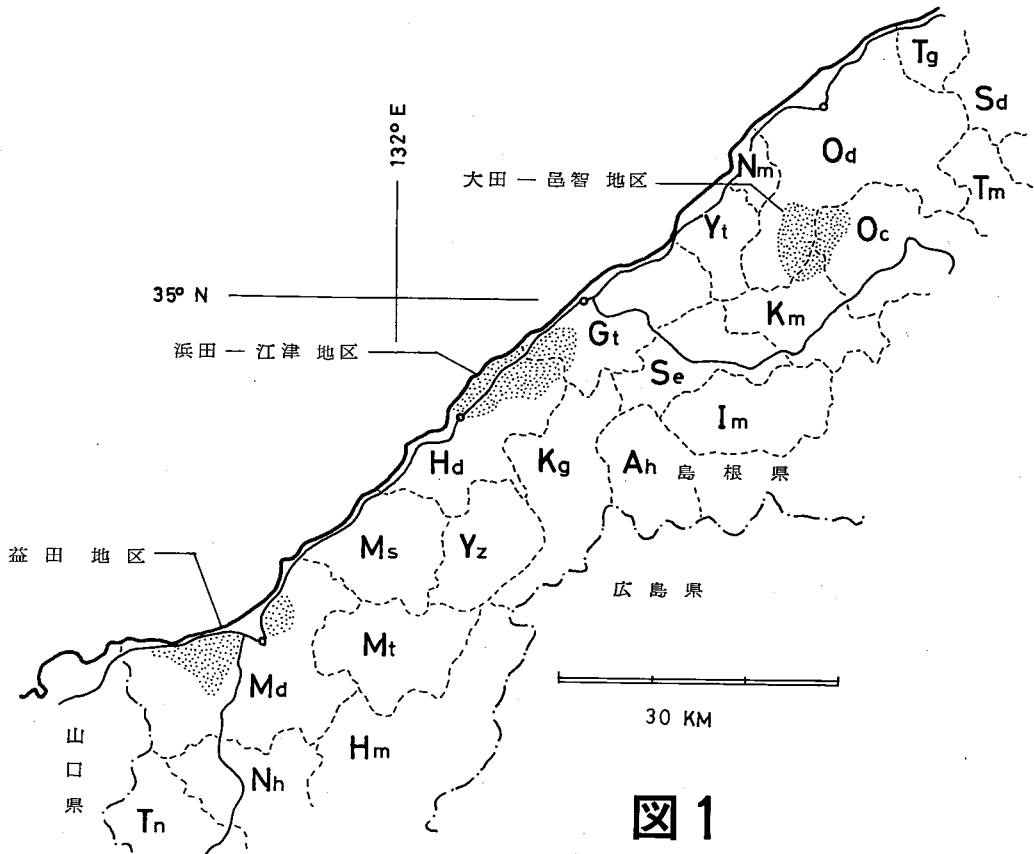 Tg
132° E
Sd
Od
Nm
大田一邑智 地区
Tm
Yt
Oc
35° N
Km
Gt
浜田一江津 地区
Se
Im
Hd
Kg
Ah
島根県
Ms
Yz
益田 地区
広島県
Mt
Md
30 KM
山口県
Hm
Nh
Tn
図1